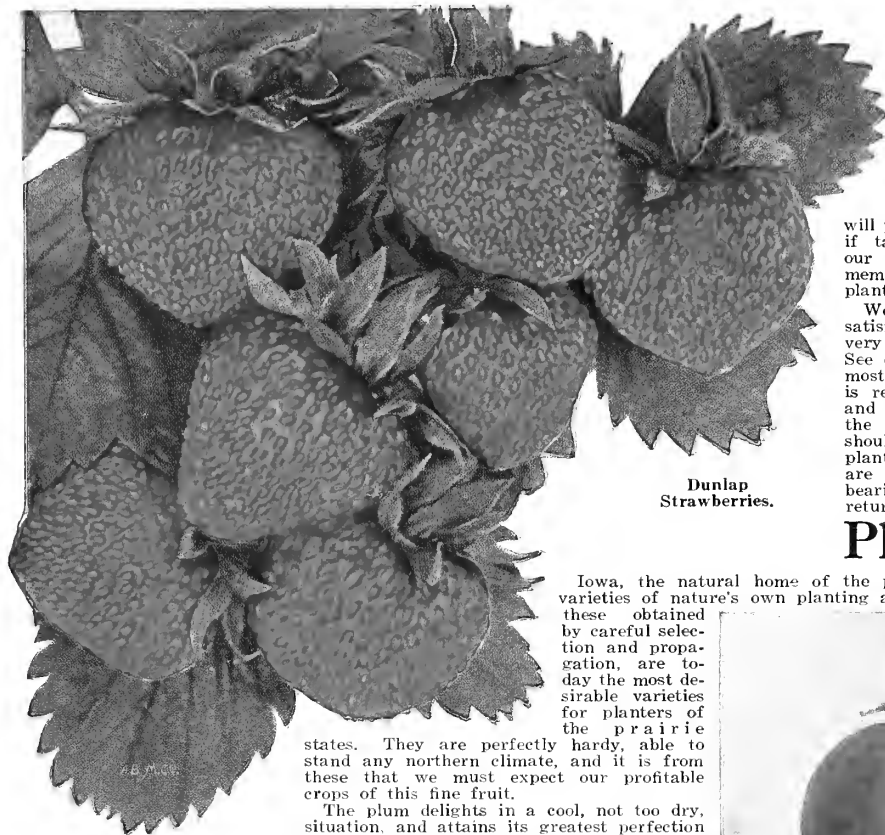 will
if
our
mem
plant
We
satis
very
See
most
is re
and
the
shoul
plant
are
beari
retur
Dunlap
Strawberries.
Pl
Iowa, the natural home of the
varieties of nature's own planting a
these obtained
by careful selec-
tion and propa-
gation, are to-
day the most de-
sirable varieties
for planters of
the prairie
states. They are perfectly hardy, able to
stand any northern climate, and it is from
these that we must expect our profitable
crops of this fine fruit.
The plum delights in a cool, not too dry,
situation, and attains its greatest perfection
A.B.M.CO.